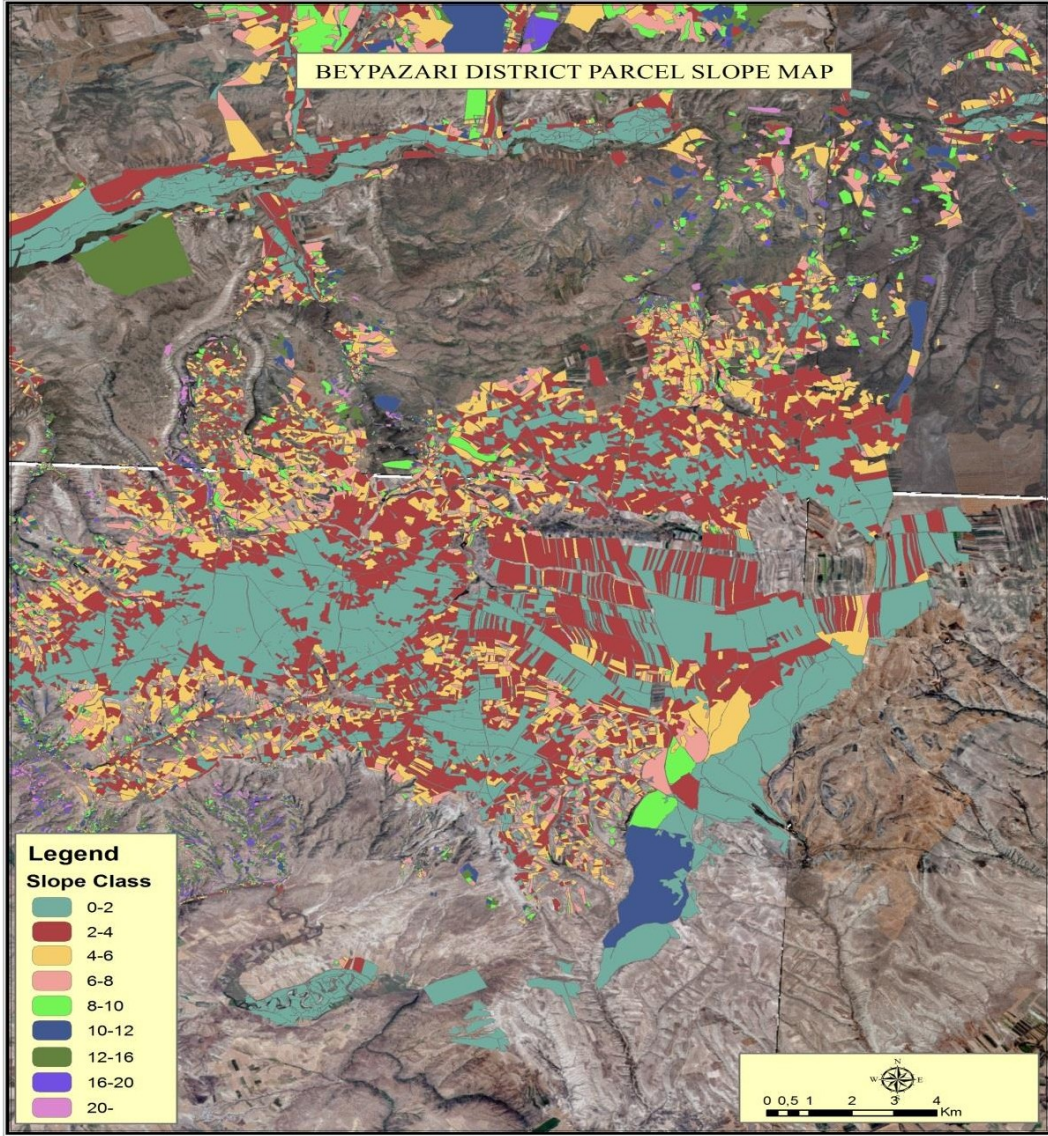 BEYPAZARI DISTRICT PARCEL SLOPE MAP
Legend
Slope Class
0-2
2-4
4-6
6-8
8-10
10-12
12-16
16-20
20-
N
W E
S
0 0,5 1 2 3 4
Km